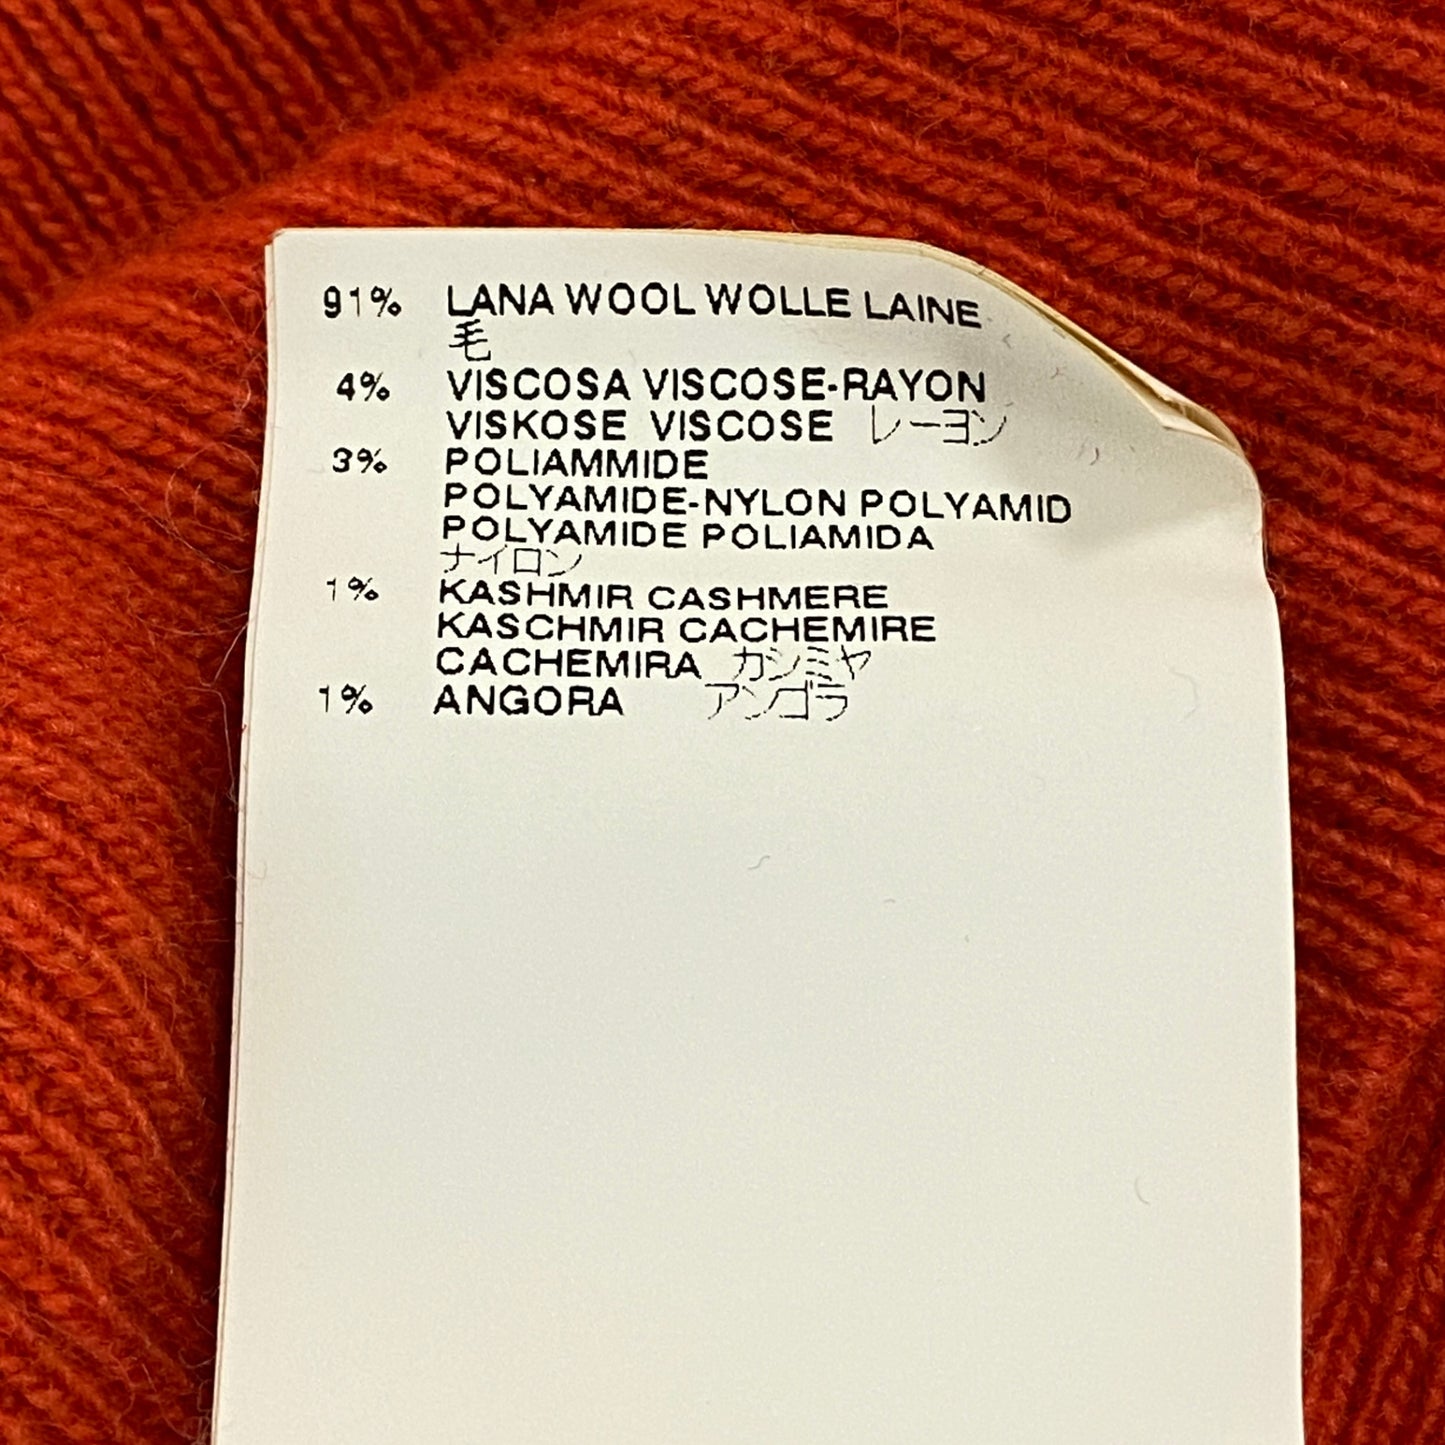 91% LANA WOOL WOLLE LAINE
毛
4% VISCOSA VISCOSE-RAYON
VISKOSE VISCOSE レーヨン
3% POLIAMMIDE
POLYAMIDE-NYLON POLYAMID
POLYAMIDE POLIAMIDA
ナイロン
1% KASHMIR CASHMERE
KASCHMIR CACHEMIRE
CACHEMIRA カシミヤ
1% ANGORA アンゴラ